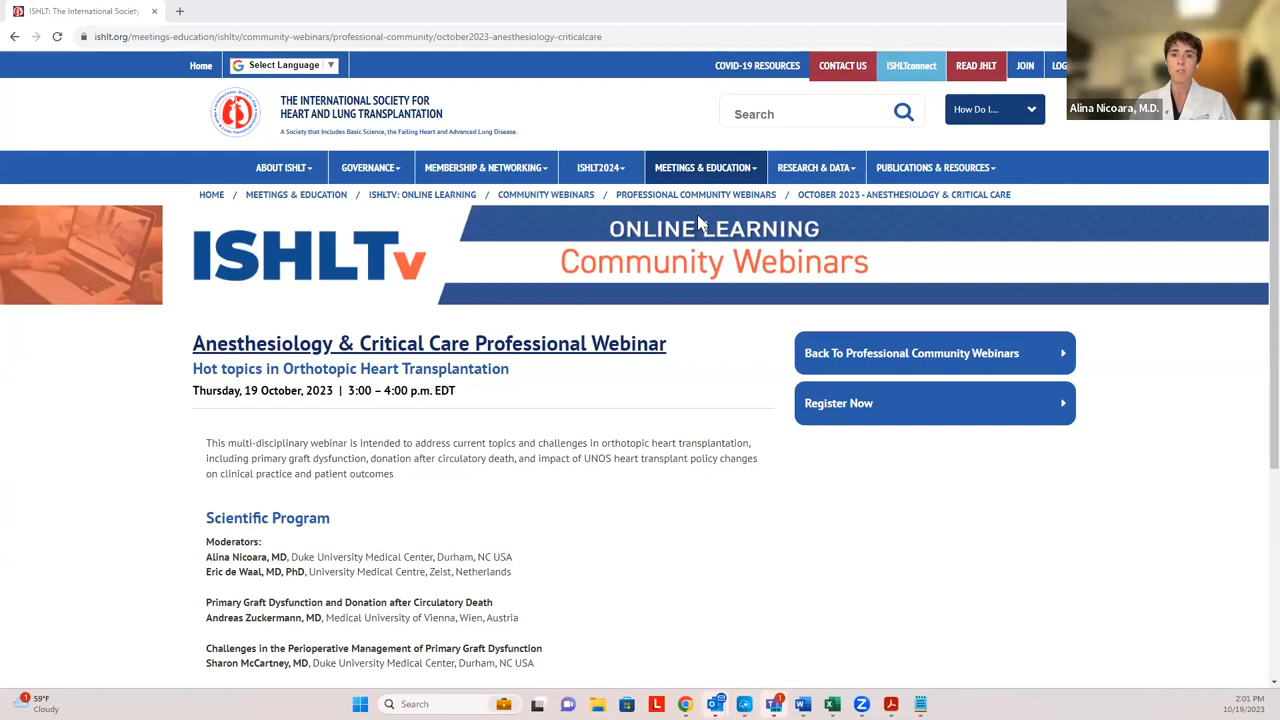 ISHLT: The International Society
ishlt.org/meetings-education/ishltv/community-webinars/professional-community/october2023-anesthesiology-criticalcare
Home
Select Language ▼
COVID-19 RESOURCES
CONTACT US
ISHLTconnect
READ JHLT
JOIN
LOG
Alina Nicoara, M.D.
THE INTERNATIONAL SOCIETY FOR
HEART AND LUNG TRANSPLANTATION
A Society that Includes Basic Science, the Failing Heart and Advanced Lung Disease.
Search
How Do I...
ABOUT ISHLT
GOVERNANCE
MEMBERSHIP & NETWORKING
ISHLT2024
MEETINGS & EDUCATION
RESEARCH & DATA
PUBLICATIONS & RESOURCES
HOME / MEETINGS & EDUCATION / ISHLTV: ONLINE LEARNING / COMMUNITY WEBINARS / PROFESSIONAL COMMUNITY WEBINARS / OCTOBER 2023 - ANESTHESIOLOGY & CRITICAL CARE
ISHLTv
ONLINE LEARNING
Community Webinars
Anesthesiology & Critical Care Professional Webinar
Hot topics in Orthotopic Heart Transplantation
Thursday, 19 October, 2023 | 3:00 – 4:00 p.m. EDT
Back To Professional Community Webinars
Register Now
This multi-disciplinary webinar is intended to address current topics and challenges in orthotopic heart transplantation,
including primary graft dysfunction, donation after circulatory death, and impact of UNOS heart transplant policy changes
on clinical practice and patient outcomes
Scientific Program
Moderators:
Alina Nicoara, MD, Duke University Medical Center, Durham, NC USA
Eric de Waal, MD, PhD, University Medical Centre, Zeist, Netherlands
Primary Graft Dysfunction and Donation after Circulatory Death
Andreas Zuckermann, MD, Medical University of Vienna, Wien, Austria
Challenges in the Perioperative Management of Primary Graft Dysfunction
Sharon McCartney, MD, Duke University Medical Center, Durham, NC USA
1
59°F
Cloudy
Search
2:01 PM
10/19/2023